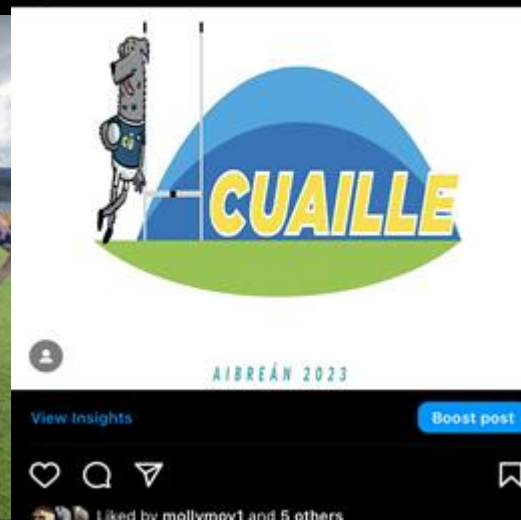 CUAILLE
AIBREÁN 2023
View Insights
Boost post
Liked by mollymoy1 and 5 others